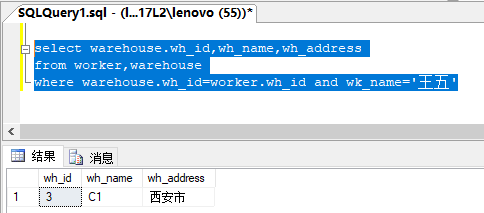 SQLQuery1.sql - (l...17L2\lenovo (55))*
select warehouse.wh_id,wh_name,wh_address
from worker,warehouse
where warehouse.wh_id=worker.wh_id and wk_name='王五'
结果 消息
wh_id wh_name wh_address
1 3 C1 西安市